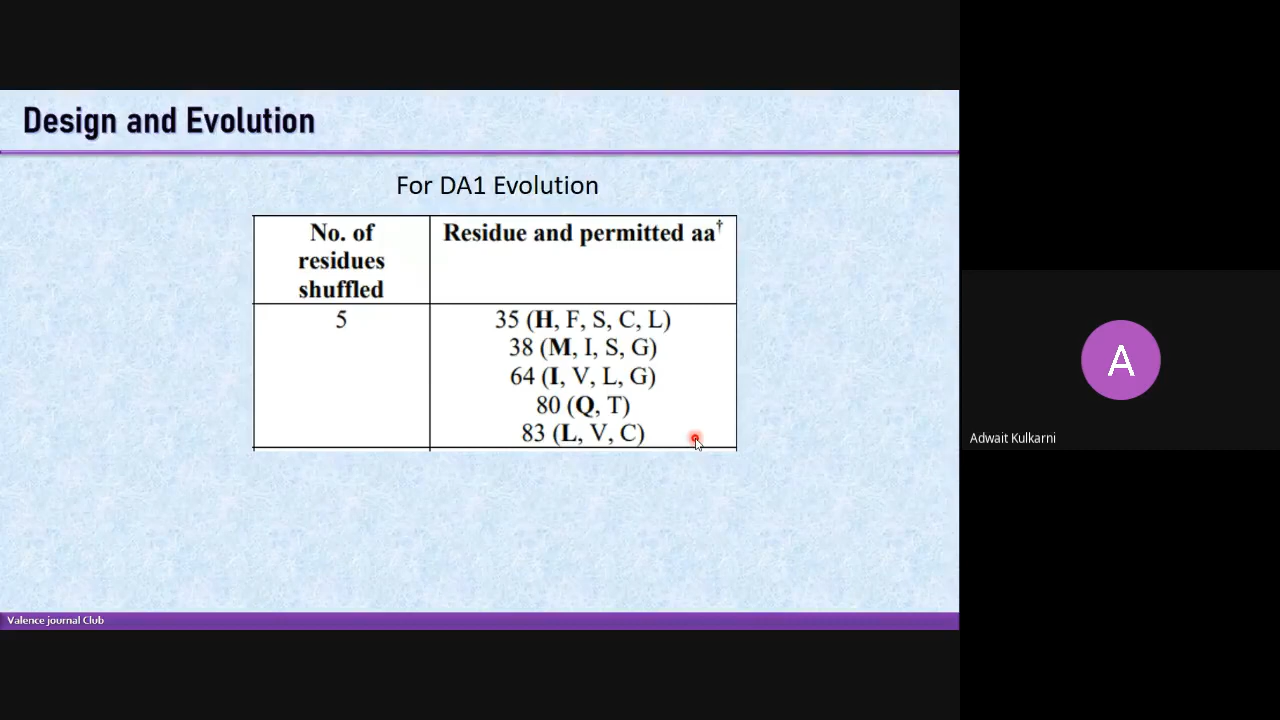 Design and Evolution
For DA1 Evolution
No. of
residues
shuffled
Residue and permitted aa†
5
35 (H, F, S, C, L)
38 (M, I, S, G)
64 (I, V, L, G)
80 (Q, T)
83 (L, V, C)
Valence journal Club
A
Adwait Kulkarni